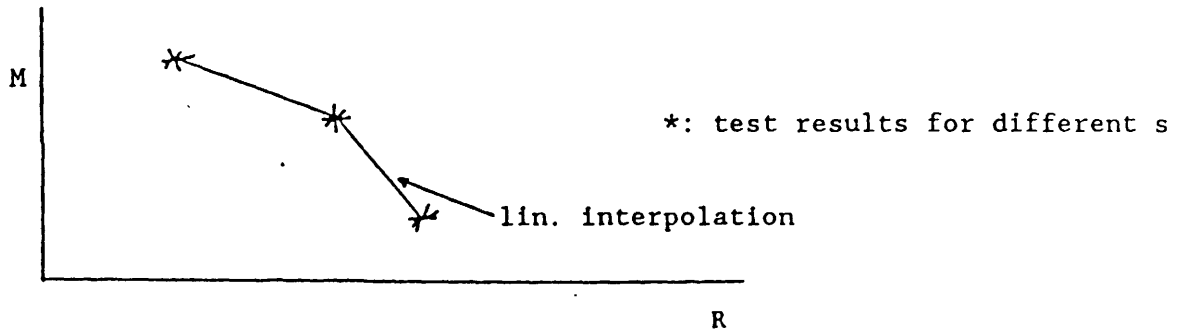 M
*: test results for different s
lin. interpolation
R